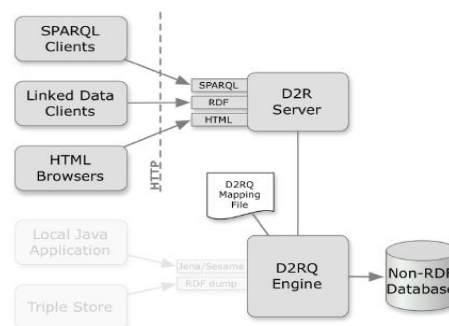 SPARQL
Clients
Linked Data
Clients
HTML
Browsers
HTTP
SPARQL
RDF
HTML
D2R
Server
D2RQ
Mapping
File
Local Java
Application
Triple Store
Jena/Sesame
RDF dump
D2RQ
Engine
Non-RDF
Database